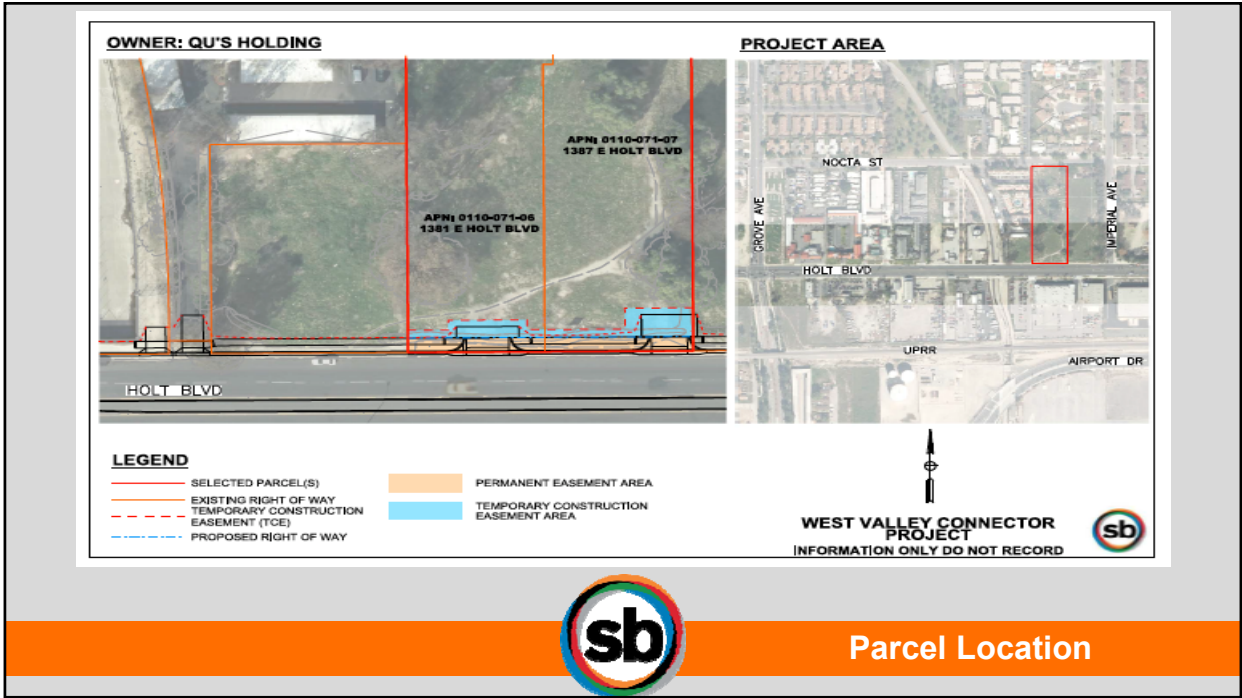 OWNER: QU'S HOLDING
PROJECT AREA
APN: 0110-071-07
1387 E HOLT BLVD
APN: 0110-071-06
1381 E HOLT BLVD
HOLT BLVD
NOCTA ST
GROVE AVE
IMPERIAL AVE
HOLT BLVD
UPRR
AIRPORT DR
LEGEND
SELECTED PARCEL(S)
EXISTING RIGHT OF WAY
TEMPORARY CONSTRUCTION
EASEMENT (TCE)
PROPOSED RIGHT OF WAY
PERMANENT EASEMENT AREA
TEMPORARY CONSTRUCTION
EASEMENT AREA
WEST VALLEY CONNECTOR
PROJECT
INFORMATION ONLY DO NOT RECORD
sb
sb
Parcel Location